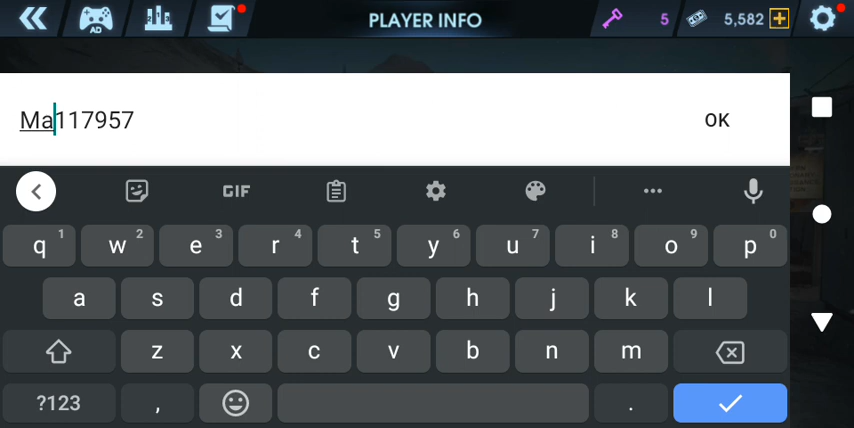 AD
PLAYER INFO
5
5,582
Ma117957
OK
GIF
q 1 w 2 e 3 r 4 t 5 y 6 u 7 i 8 o 9 p 0
a s d f g h j k l
z x c v b n m
?123 , .